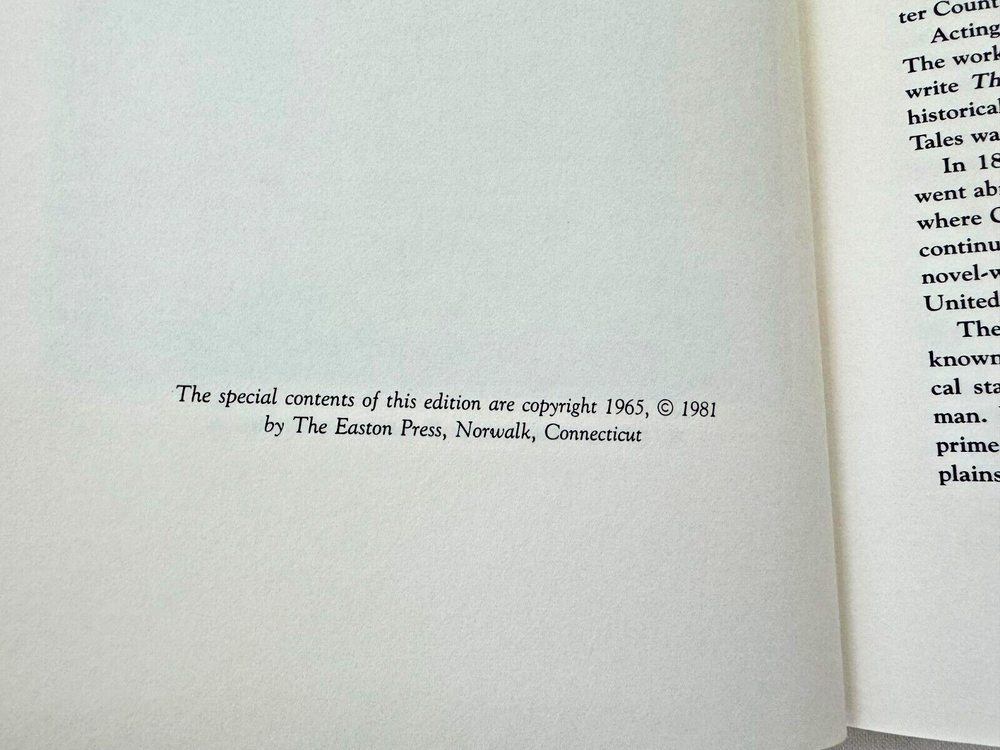 The special contents of this edition are copyright 1965, © 1981
by The Easton Press, Norwalk, Connecticut
ter Count
Acting
The work
write Th
historical
Tales wa
In 18
went ab
where C
continu
novel-w
United
The
known
cal sta
man.
prime
plains